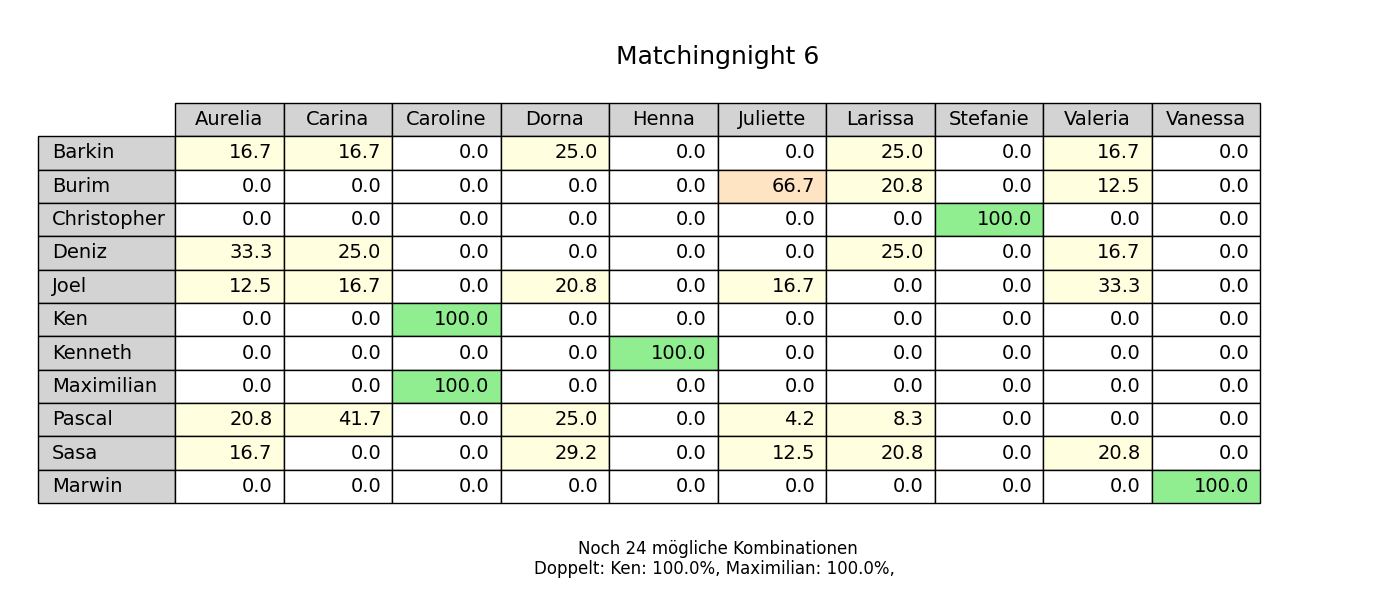 Matchingnight 6
Aurelia Carina Caroline Dorna Henna Juliette Larissa Stefanie Valeria Vanessa
Barkin 16.7 16.7 0.0 25.0 0.0 0.0 25.0 0.0 16.7 0.0
Burim 0.0 0.0 0.0 0.0 0.0 66.7 20.8 0.0 12.5 0.0
Christopher 0.0 0.0 0.0 0.0 0.0 0.0 0.0 100.0 0.0 0.0
Deniz 33.3 25.0 0.0 0.0 0.0 0.0 25.0 0.0 16.7 0.0
Joel 12.5 16.7 0.0 20.8 0.0 16.7 0.0 0.0 33.3 0.0
Ken 0.0 0.0 100.0 0.0 0.0 0.0 0.0 0.0 0.0 0.0
Kenneth 0.0 0.0 0.0 0.0 100.0 0.0 0.0 0.0 0.0 0.0
Maximilian 0.0 0.0 100.0 0.0 0.0 0.0 0.0 0.0 0.0 0.0
Pascal 20.8 41.7 0.0 25.0 0.0 4.2 8.3 0.0 0.0 0.0
Sasa 16.7 0.0 0.0 29.2 0.0 12.5 20.8 0.0 20.8 0.0
Marwin 0.0 0.0 0.0 0.0 0.0 0.0 0.0 0.0 0.0 100.0
Noch 24 mögliche Kombinationen
Doppelt: Ken: 100.0%, Maximilian: 100.0%,